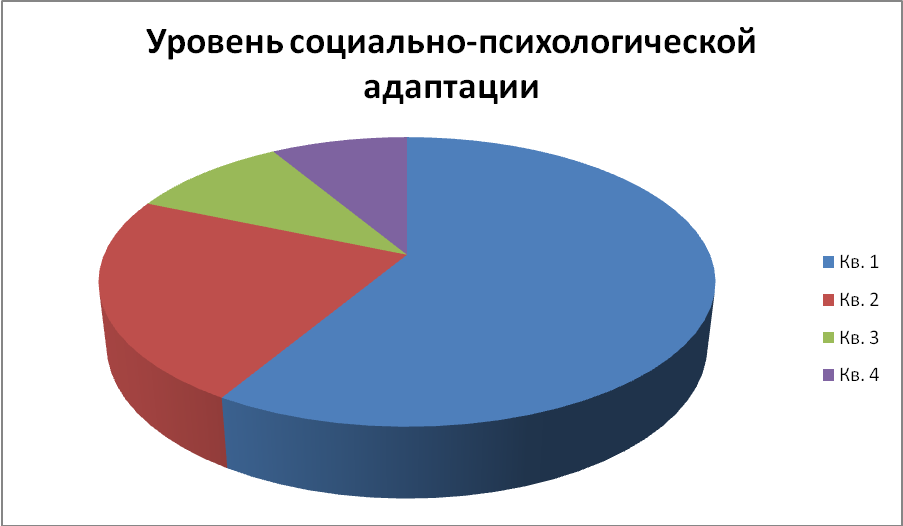 Уровень социально-психологической
адаптации
Кв. 1
Кв. 2
Кв. 3
Кв. 4